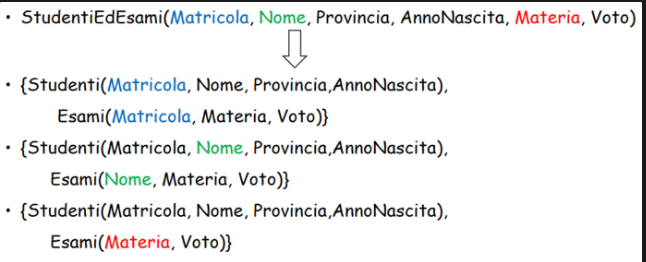 • StudentiEdEsami(Matricola, Nome, Provincia, AnnoNascita, Materia, Voto)
• {Studenti(Matricola, Nome, Provincia,AnnoNascita),
Esami(Matricola, Materia, Voto)}
• {Studenti(Matricola, Nome, Provincia,AnnoNascita),
Esami(Nome, Materia, Voto)}
• {Studenti(Matricola, Nome, Provincia,AnnoNascita),
Esami(Materia, Voto)}